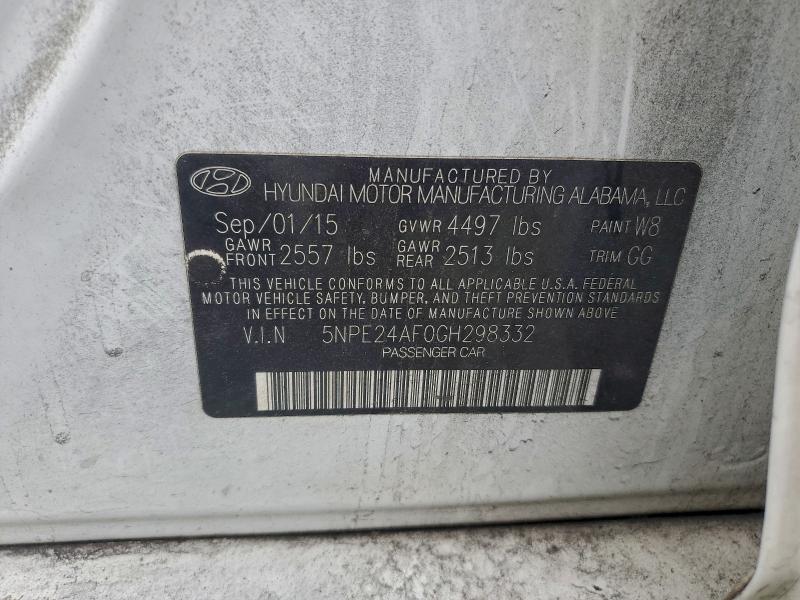 MANUFACTURED BY
HYUNDAI MOTOR MANUFACTURING ALABAMA, LLC
Sep/01/15 GVWR 4497 lbs PAINT W8
GAWR FRONT 2557 lbs GAWR REAR 2513 lbs TRIM GG
THIS VEHICLE CONFORMS TO ALL APPLICABLE U.S.A. FEDERAL
MOTOR VEHICLE SAFETY, BUMPER, AND THEFT PREVENTION STANDARDS
IN EFFECT ON THE DATE OF MANUFACTURE SHOWN ABOVE.
V.I.N 5NPE24AF0GH298332
PASSENGER CAR